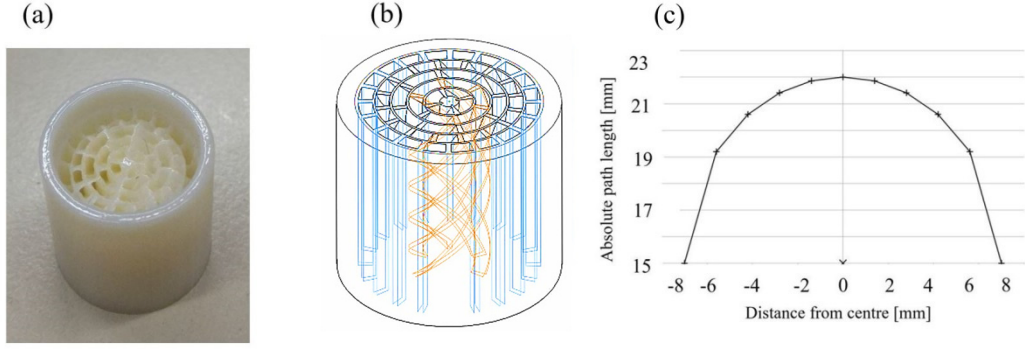 (a)
(b)
(c)
23
21
19
17
15
Absolute path length [mm]
-8 -6 -4 -2 0 2 4 6 8
Distance from centre [mm]